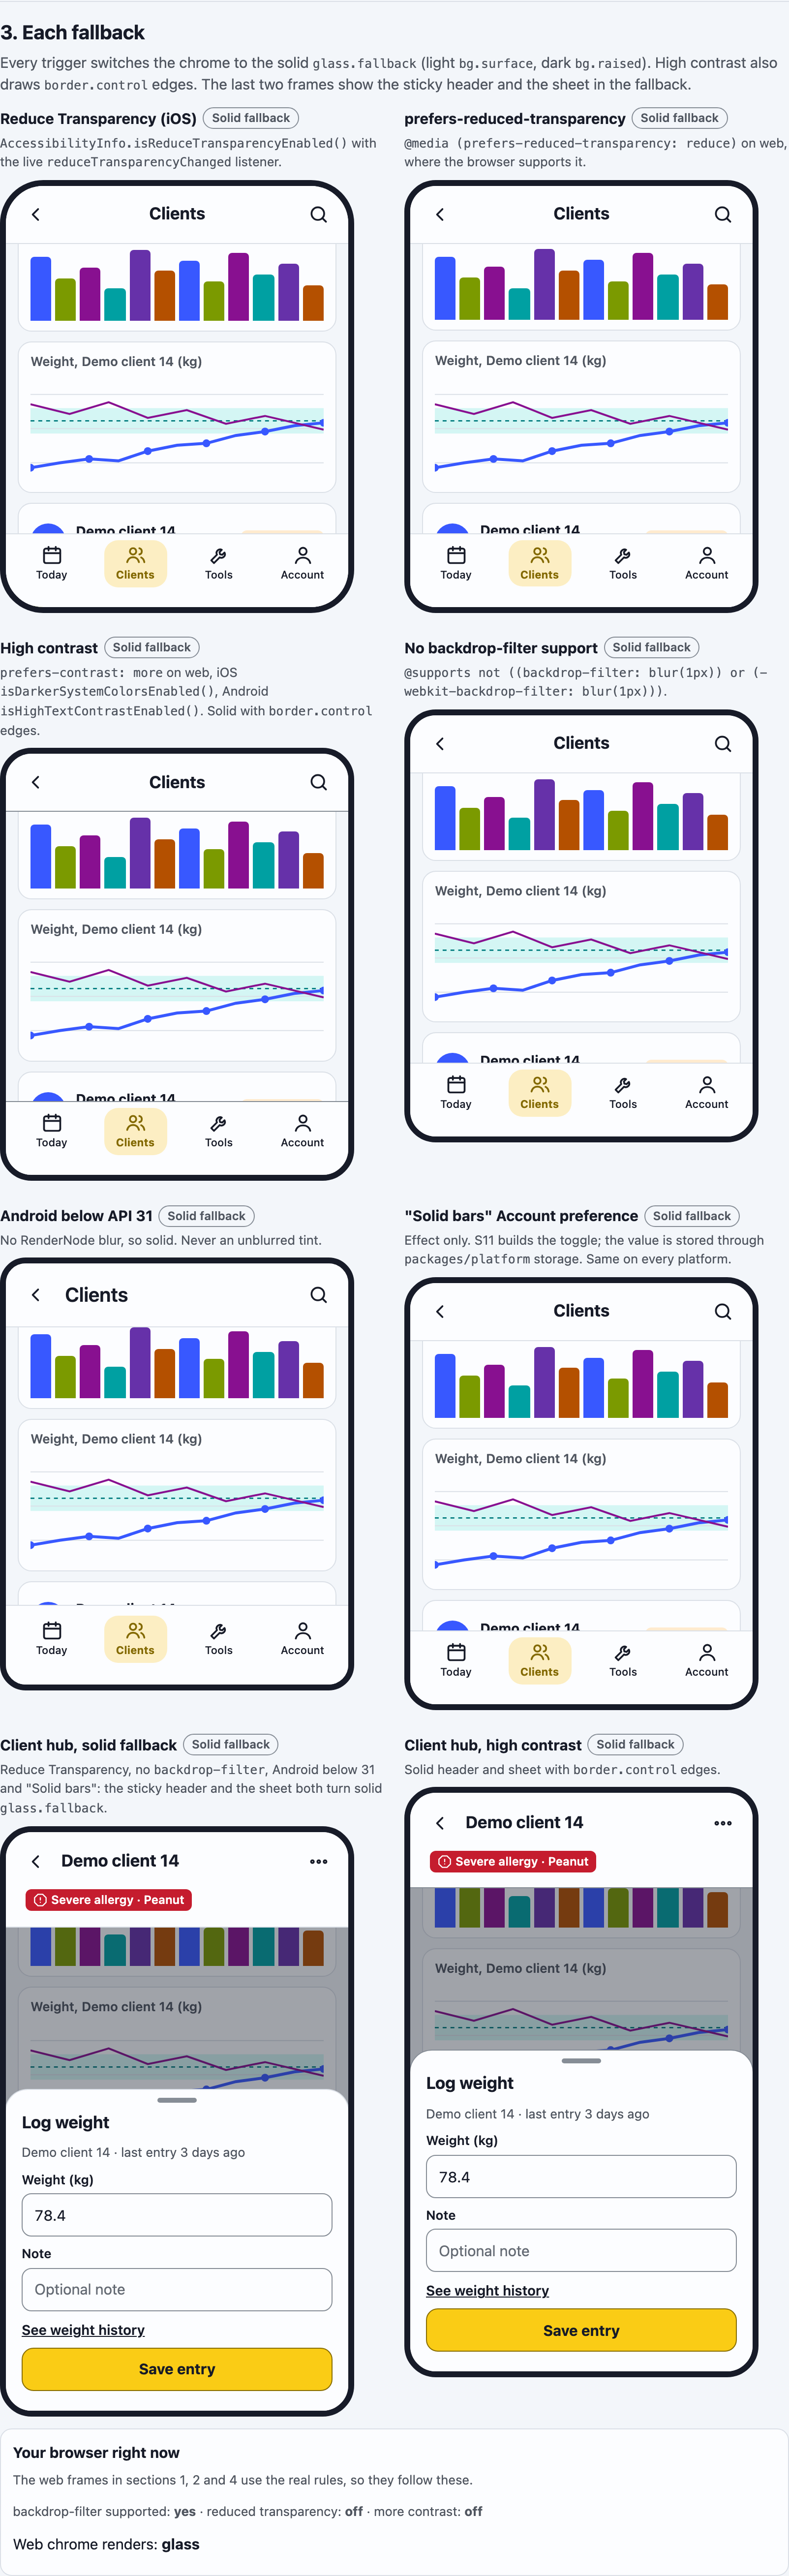 3. Each fallback
Every trigger switches the chrome to the solid glass.fallback (light bg.surface, dark bg.raised). High contrast also
draws border.control edges. The last two frames show the sticky header and the sheet in the fallback.
Reduce Transparency (iOS) Solid fallback
AccessibilityInfo.isReduceTransparencyEnabled() with
the live reduceTransparencyChanged listener.
Clients
Weight, Demo client 14 (kg)
Demo client 14
Today Clients Tools Account
prefers-reduced-transparency Solid fallback
@media (prefers-reduced-transparency: reduce) on web,
where the browser supports it.
Clients
Weight, Demo client 14 (kg)
Demo client 14
Today Clients Tools Account
High contrast Solid fallback
prefers-contrast: more on web, iOS
isDarkerSystemColorsEnabled(), Android
isHighTextContrastEnabled(). Solid with border.control
edges.
Clients
Weight, Demo client 14 (kg)
Demo client 14
Today Clients Tools Account
No backdrop-filter support Solid fallback
@supports not ((backdrop-filter: blur(1px)) or (-
webkit-backdrop-filter: blur(1px))).
Clients
Weight, Demo client 14 (kg)
Demo client 14
Today Clients Tools Account
Android below API 31 Solid fallback
No RenderNode blur, so solid. Never an unblurred tint.
Clients
Weight, Demo client 14 (kg)
Today Clients Tools Account
"Solid bars" Account preference Solid fallback
Effect only. S11 builds the toggle; the value is stored through
packages/platform storage. Same on every platform.
Clients
Weight, Demo client 14 (kg)
Demo client 14
Today Clients Tools Account
Client hub, solid fallback Solid fallback
Reduce Transparency, no backdrop-filter, Android below 31
and "Solid bars": the sticky header and the sheet both turn solid
glass.fallback.
Demo client 14
Severe allergy · Peanut
Weight, Demo client 14 (kg)
Log weight
Demo client 14 · last entry 3 days ago
Weight (kg)
78.4
Note
Optional note
See weight history
Save entry
Client hub, high contrast Solid fallback
Solid header and sheet with border.control edges.
Demo client 14
Severe allergy · Peanut
Weight, Demo client 14 (kg)
Log weight
Demo client 14 · last entry 3 days ago
Weight (kg)
78.4
Note
Optional note
See weight history
Save entry
Your browser right now
The web frames in sections 1, 2 and 4 use the real rules, so they follow these.
backdrop-filter supported: yes · reduced transparency: off · more contrast: off
Web chrome renders: glass